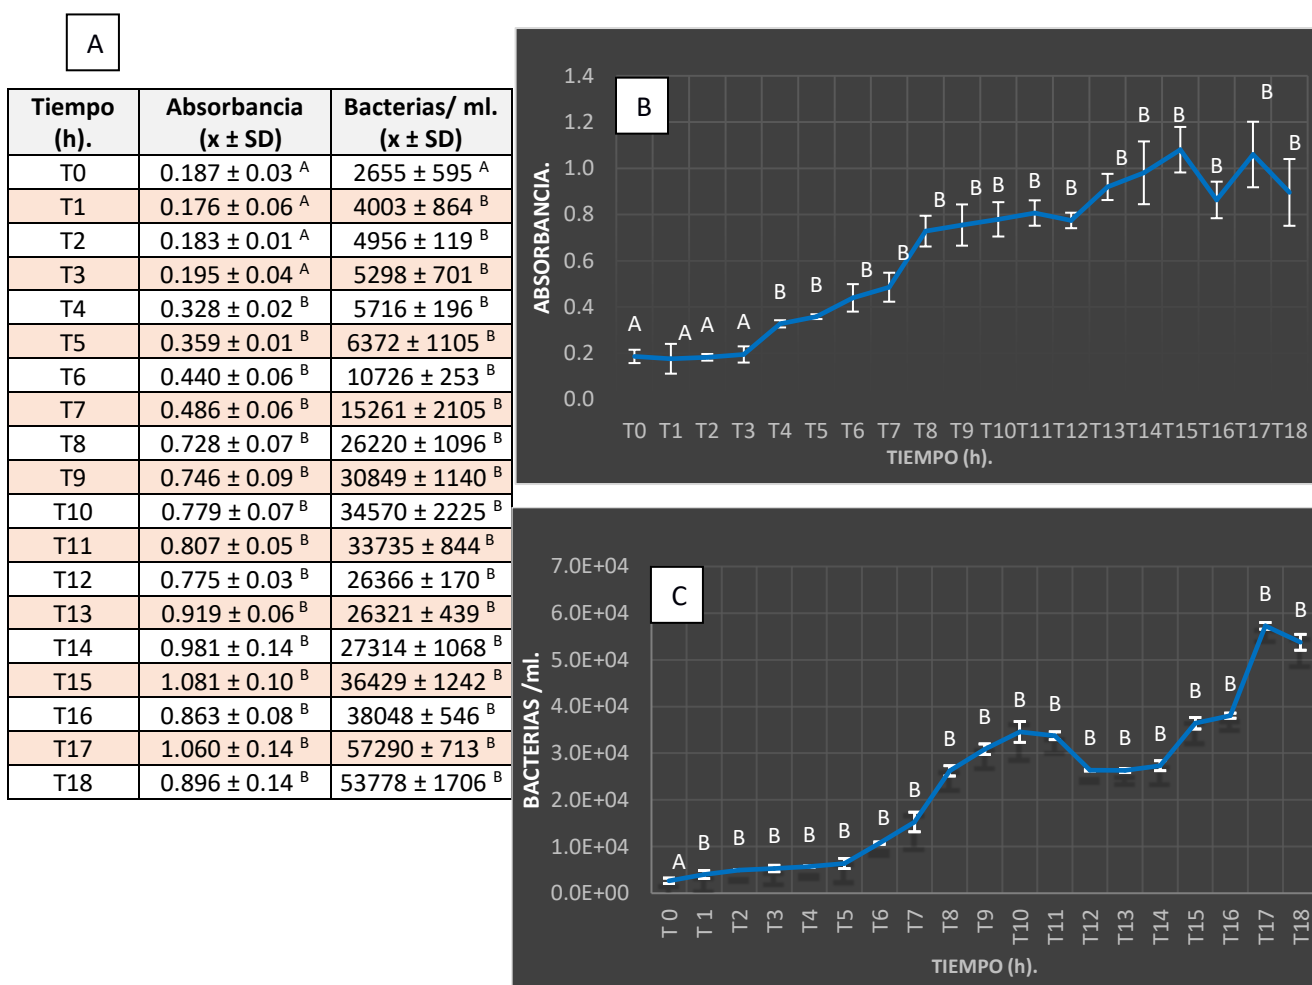 A
Tiempo (h). Absorbancia (x ± SD) Bacterias/ ml. (x ± SD)
T0 0.187 ± 0.03 A 2655 ± 595 A
T1 0.176 ± 0.06 A 4003 ± 864 B
T2 0.183 ± 0.01 A 4956 ± 119 B
T3 0.195 ± 0.04 A 5298 ± 701 B
T4 0.328 ± 0.02 B 5716 ± 196 B
T5 0.359 ± 0.01 B 6372 ± 1105 B
T6 0.440 ± 0.06 B 10726 ± 253 B
T7 0.486 ± 0.06 B 15261 ± 2105 B
T8 0.728 ± 0.07 B 26220 ± 1096 B
T9 0.746 ± 0.09 B 30849 ± 1140 B
T10 0.779 ± 0.07 B 34570 ± 2225 B
T11 0.807 ± 0.05 B 33735 ± 844 B
T12 0.775 ± 0.03 B 26366 ± 170 B
T13 0.919 ± 0.06 B 26321 ± 439 B
T14 0.981 ± 0.14 B 27314 ± 1068 B
T15 1.081 ± 0.10 B 36429 ± 1242 B
T16 0.863 ± 0.08 B 38048 ± 546 B
T17 1.060 ± 0.14 B 57290 ± 713 B
T18 0.896 ± 0.14 B 53778 ± 1706 B
B
ABSORBANCIA.
1.4
1.2
1.0
0.8
0.6
0.4
0.2
0.0
A A A A B B B B B B B B B B B B B B B
T0 T1 T2 T3 T4 T5 T6 T7 T8 T9 T10 T11 T12 T13 T14 T15 T16 T17 T18
TIEMPO (h).
C
BACTERIAS /ml.
7.0E+04
6.0E+04
5.0E+04
4.0E+04
3.0E+04
2.0E+04
1.0E+04
0.0E+00
A B B B B B B B B B B B B B B B B B B
T 0 T 1 T2 T3 T4 T5 T6 T7 T8 T9 T10 T11 T12 T13 T14 T15 T16 T17 T18
TIEMPO (h).